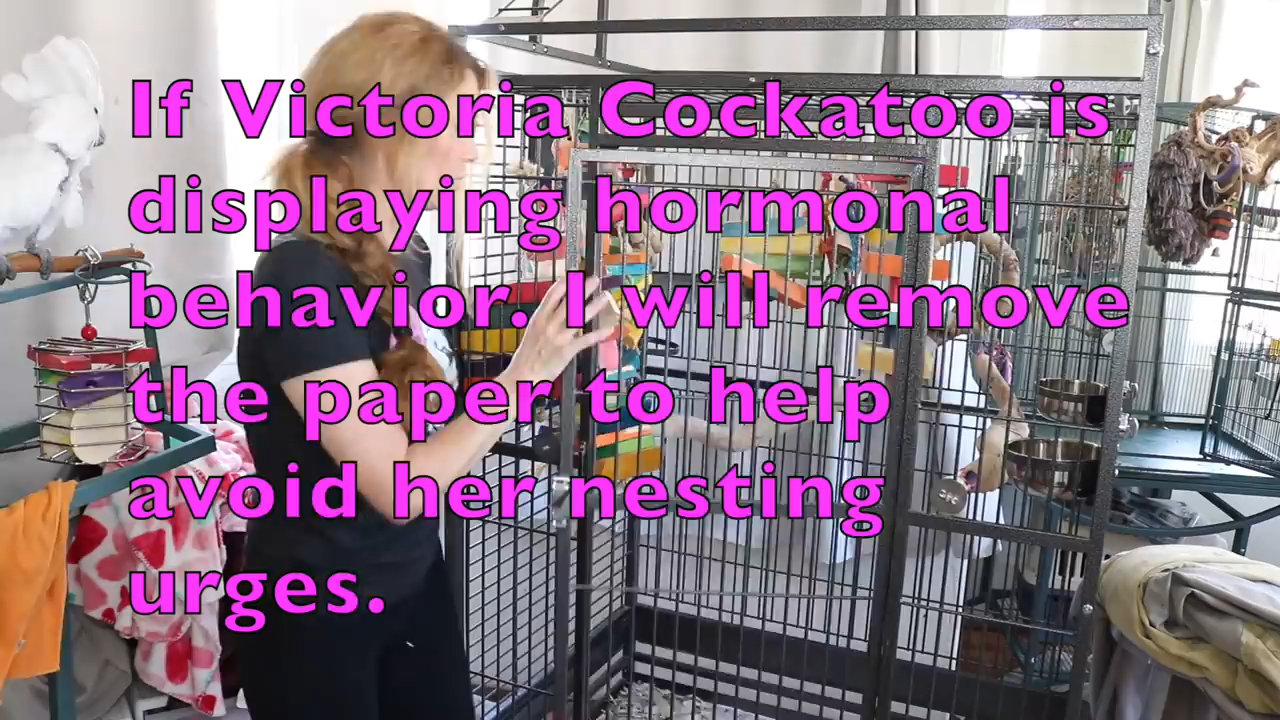 If Victoria Cockatoo is
displaying hormonal
behavior. I will remove
the paper to help
avoid her nesting
urges.